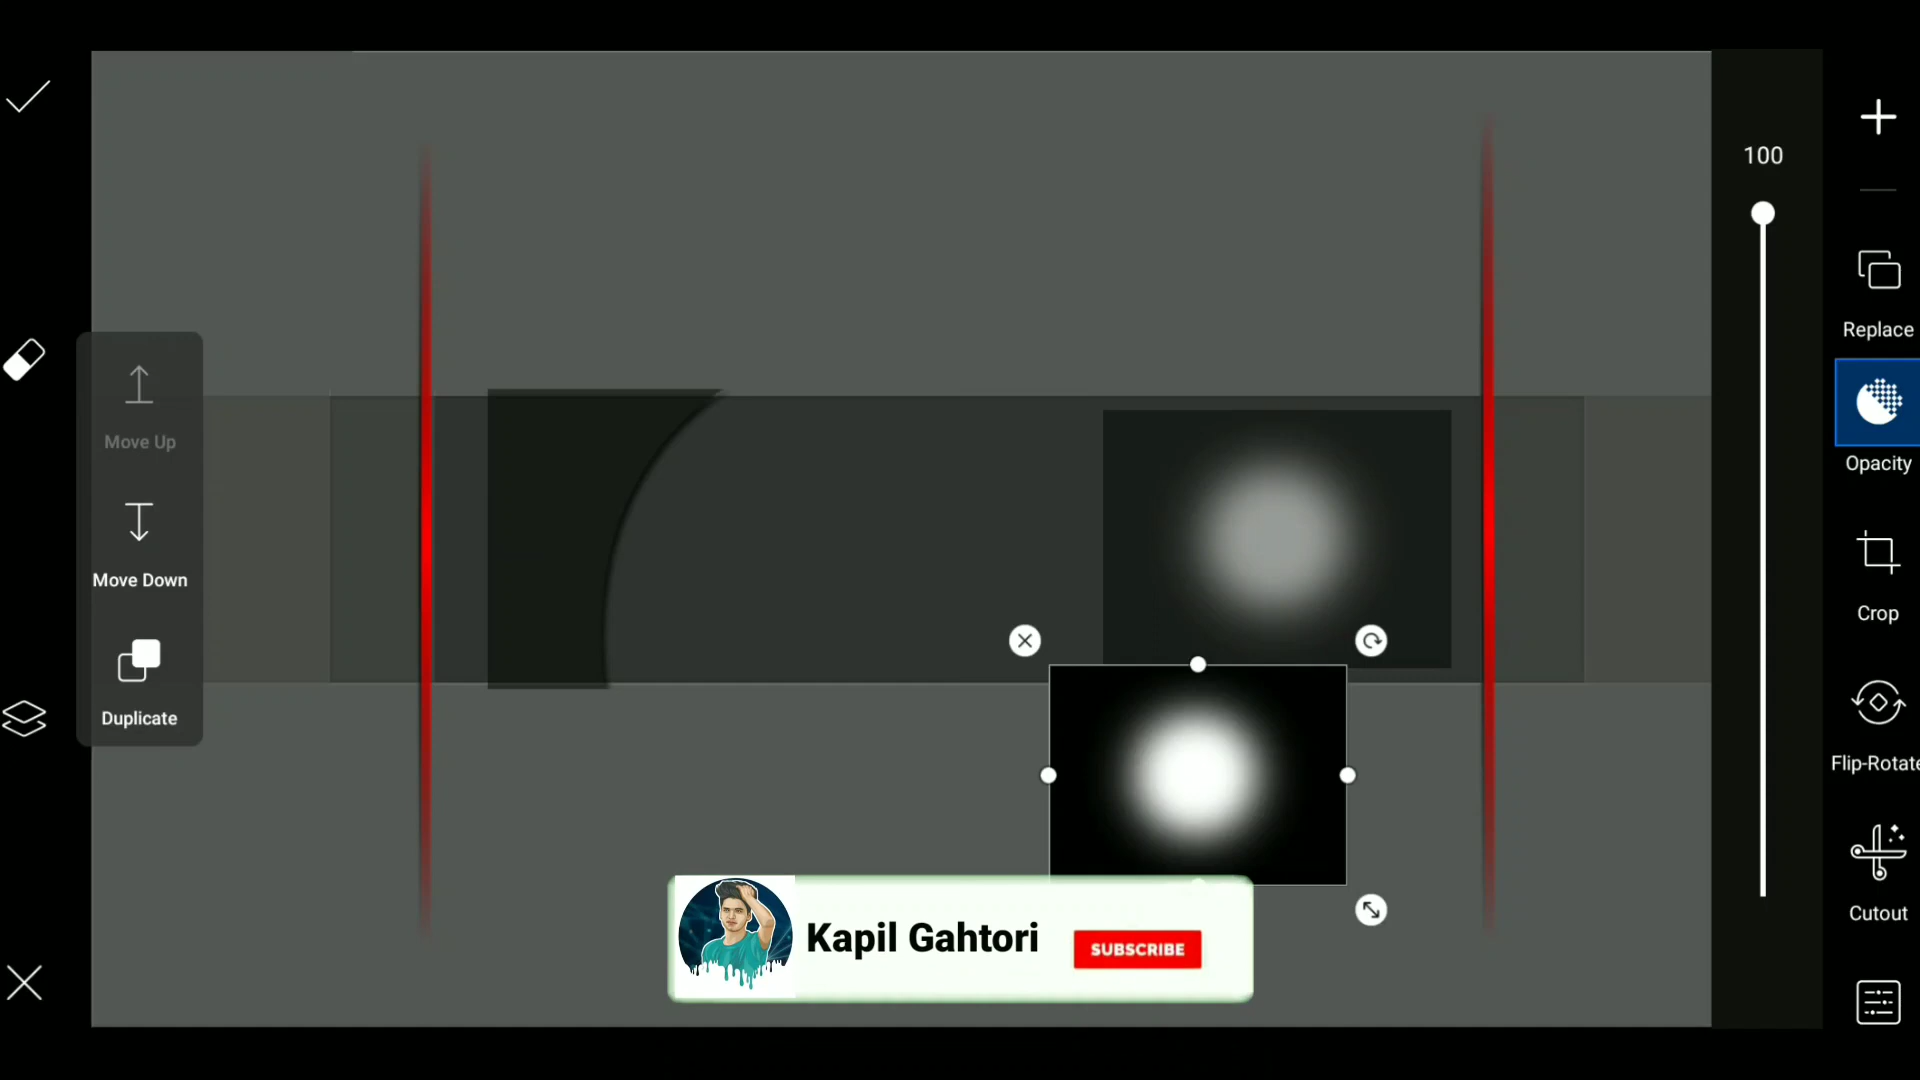 100
Replace
Opacity
Crop
Flip-Rotate
Cutout
Move Up
Move Down
Duplicate
Kapil Gahtori
SUBSCRIBE